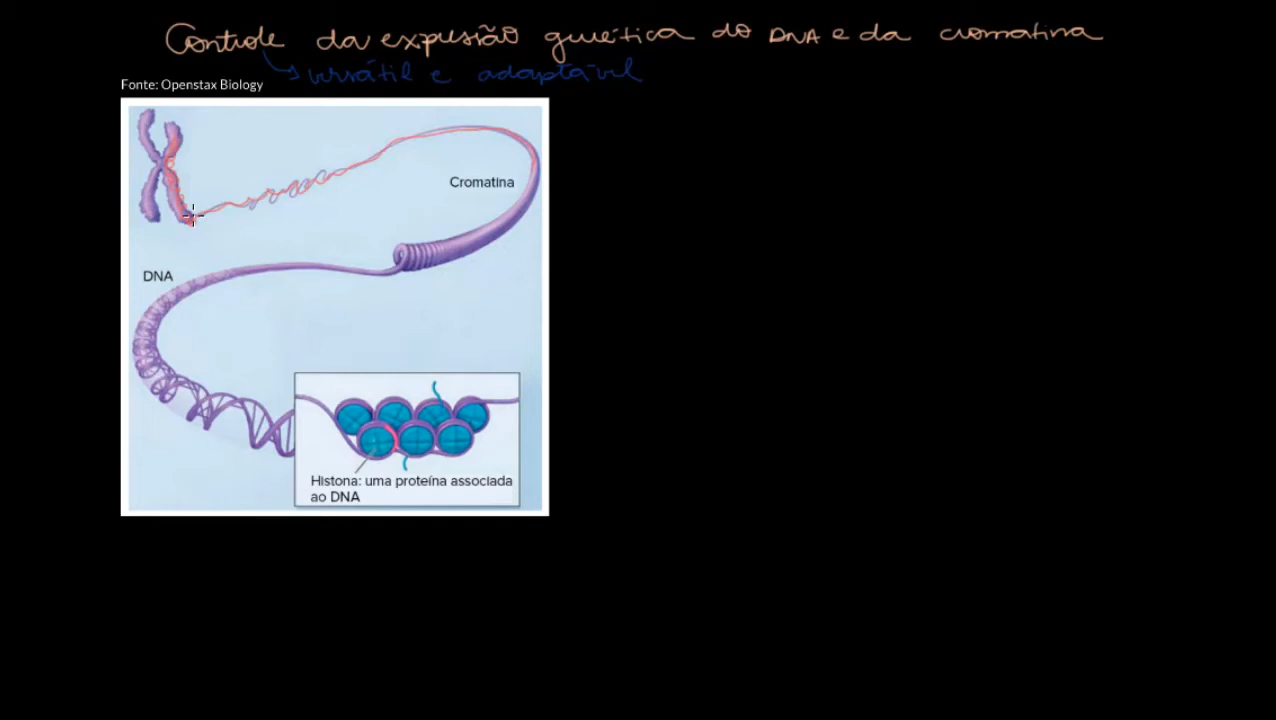 Controle da expressão genética do DNA e da cromatina
versátil e adaptável
Fonte: Openstax Biology
Cromatina
DNA
Histona: uma proteína associada
ao DNA